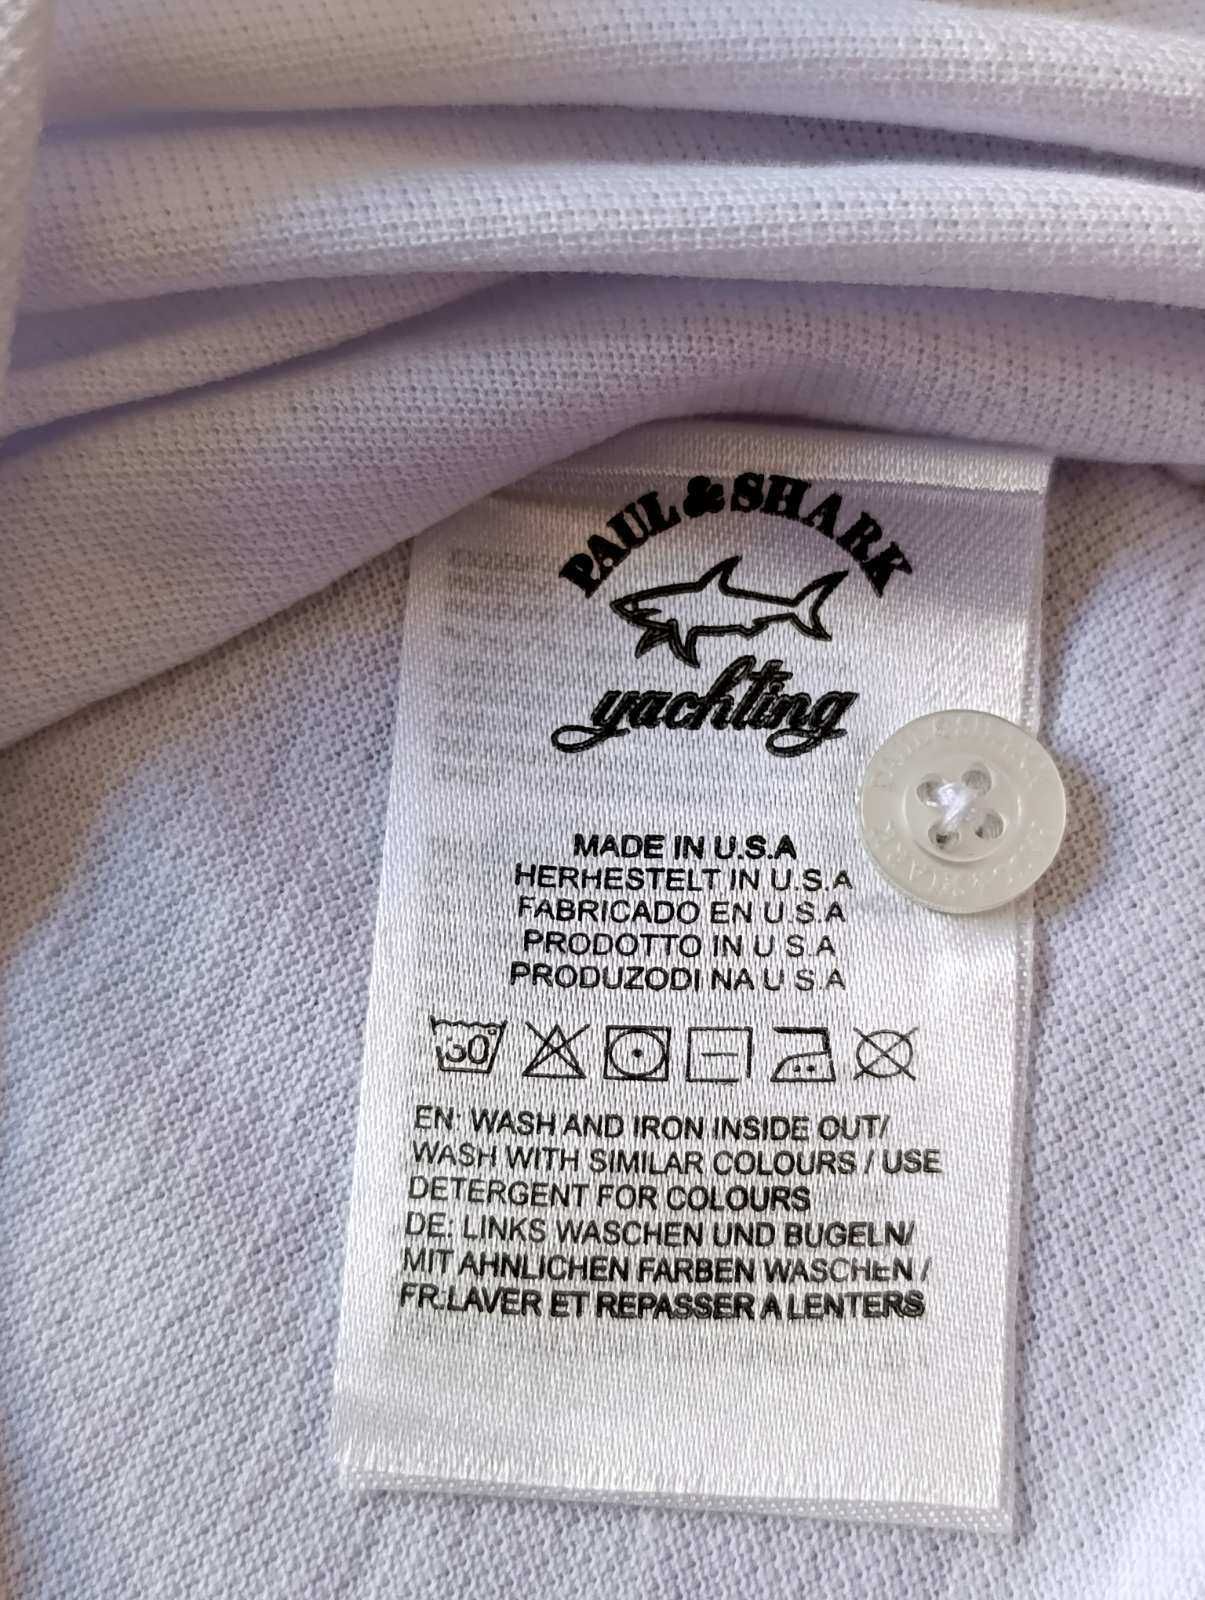 PAUL & SHARK
yachting
MADE IN U.S.A
HERHESTELT IN U.S.A
FABRICADO EN U.S.A
PRODOTTO IN U.S.A
PRODUZODI NA U.S.A
30°
EN: WASH AND IRON INSIDE OUT/
WASH WITH SIMILAR COLOURS / USE
DETERGENT FOR COLOURS
DE: LINKS WASCHEN UND BUGELN/
MIT AHNLICHEN FARBEN WASCHEN /
FR:LAVER ET REPASSER A LENTERS